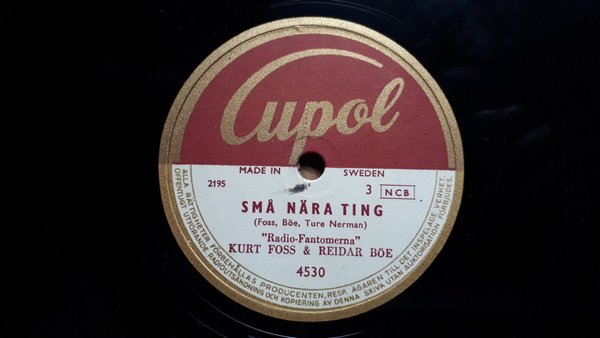 Cupol
MADE IN SWEDEN
2195 3 NCB
SMÅ NÄRA TING
(Foss, Böe, Ture Nerman)
"Radio-Fantomerna"
KURT FOSS & REIDAR BÖE
4530
ALLA RÄTTIGHETER FÖRBEHÅLLAS PRODUCENTEN, RESP. ÄGAREN TILL DET INSPELADE VERKET.
OFFENTLIGT UTFÖRANDE RADIOUTSÄNDNING OCH KOPIERING AV DENNA SKIVA UTAN AUKTORISATION FÖRBJUDES.